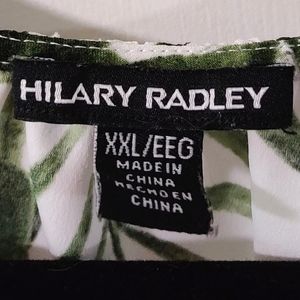 HILARY RADLEY
XXL/EEG
MADE IN
CHINA
HECHO EN
CHINA